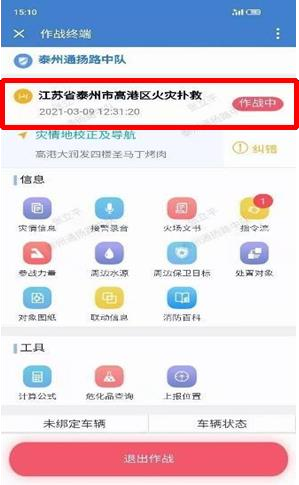 15:10
作战终端
泰州通扬路中队
江苏省泰州市高港区火灾扑救
2021-03-09 12:31:20
作战中
灾情地校正及导航
高港大润发四楼圣马丁烤肉
纠错
信息
灾情信息 接警录音 火场文书 指令流
1
参战力量 周边水源 周边保卫目标 处置对象
对象图纸 联动信息 消防百科
工具
计算公式 危化品查询 上报位置
未绑定车辆 车辆状态
退出作战